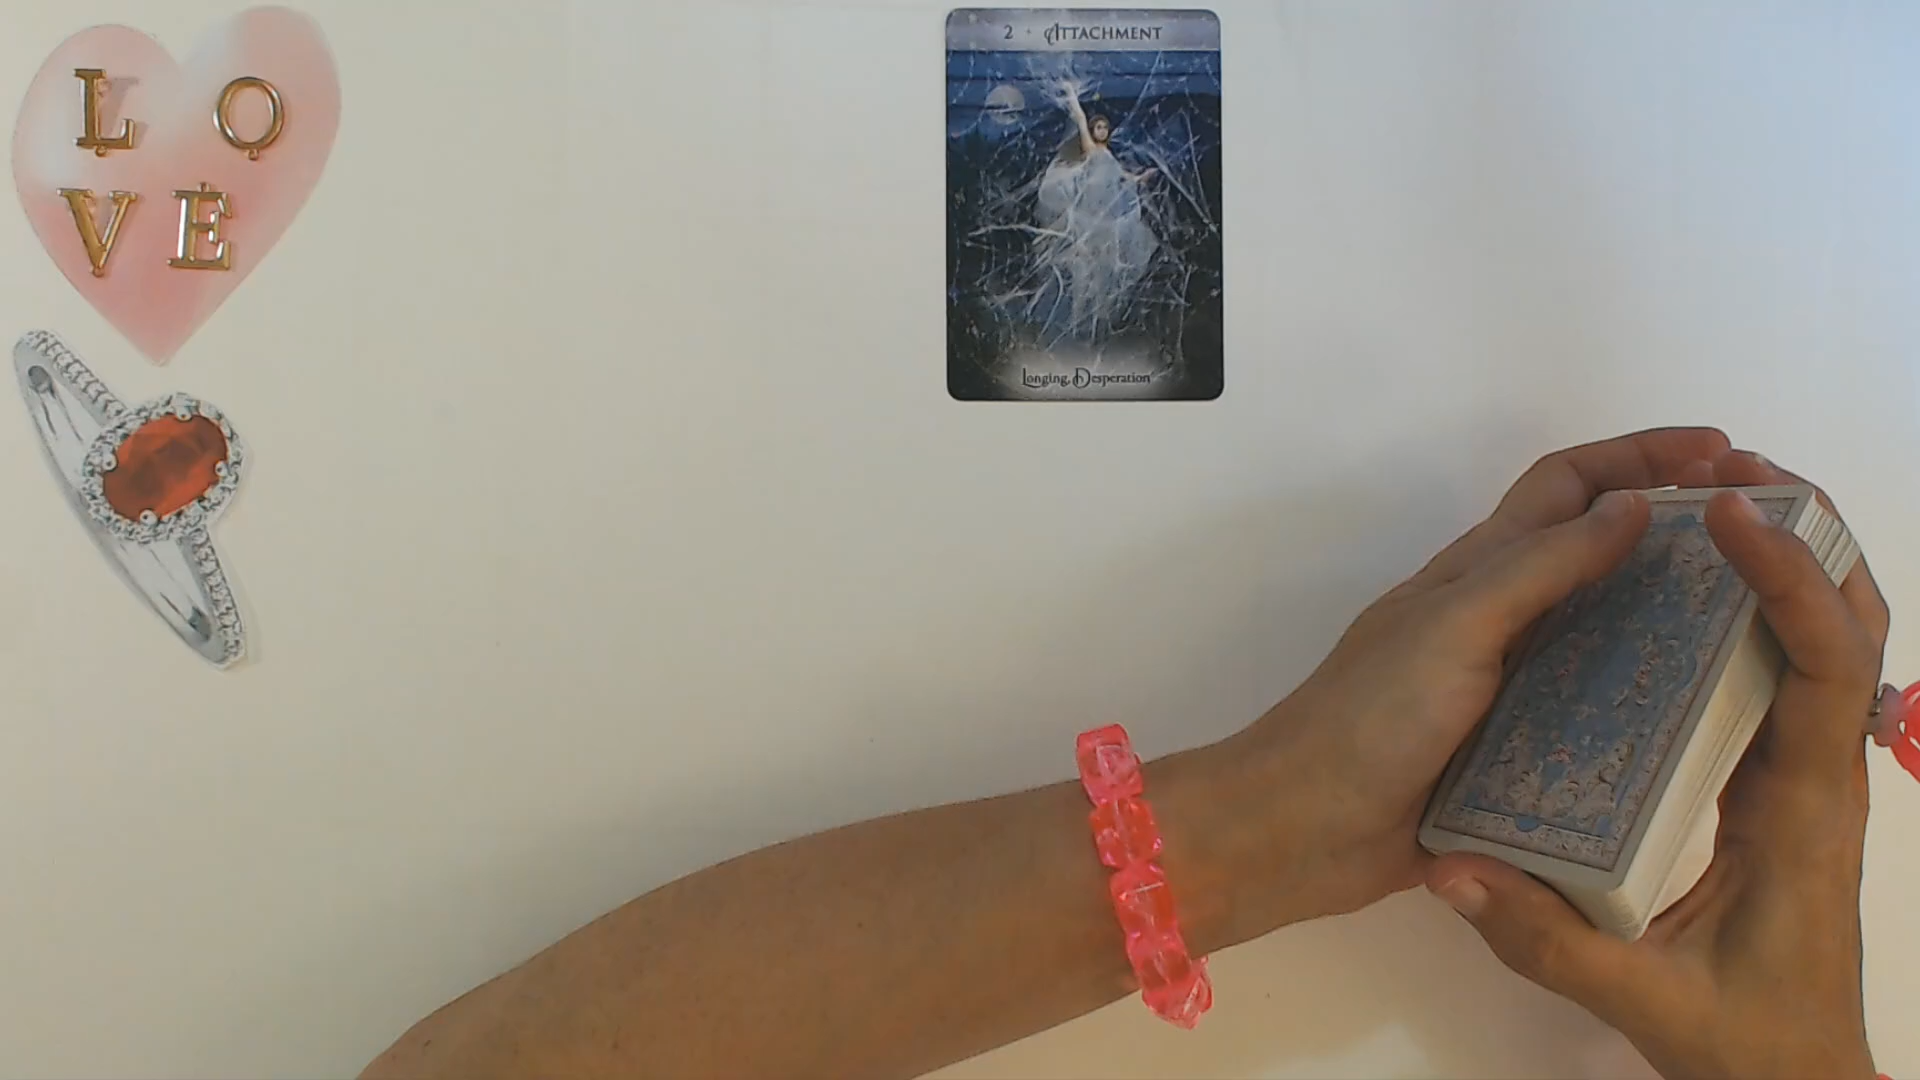 L O
V E
2 + ATTACHMENT
Longing, Desperation